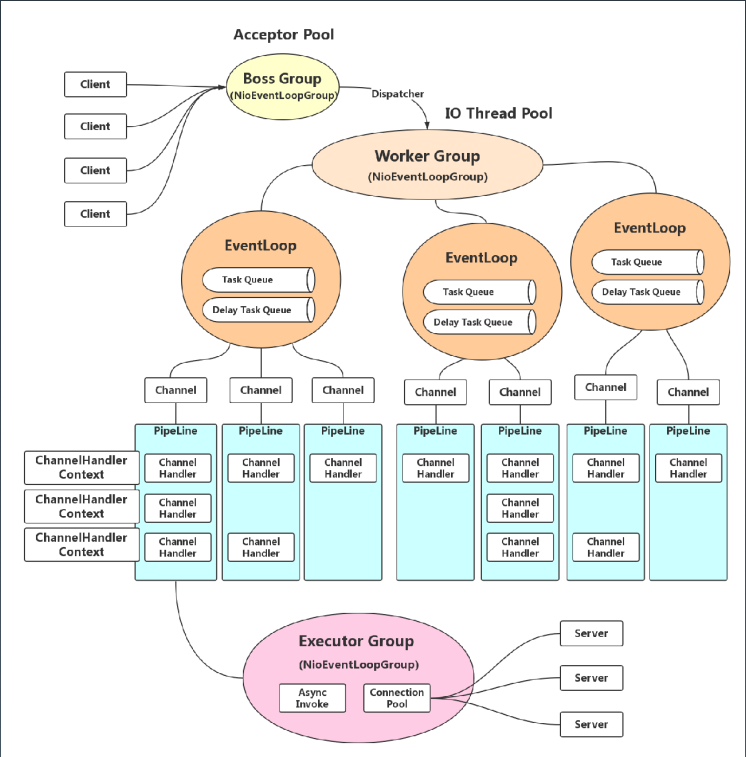 Acceptor Pool
Boss Group
(NioEventLoopGroup)
Client
Client
Client
Client
Dispatcher
IO Thread Pool
Worker Group
(NioEventLoopGroup)
EventLoop
Task Queue
Delay Task Queue
EventLoop
Task Queue
Delay Task Queue
EventLoop
Task Queue
Delay Task Queue
Channel
Channel
Channel
Channel
Channel
Channel
Channel
PipeLine
PipeLine
PipeLine
PipeLine
PipeLine
PipeLine
PipeLine
ChannelHandler
Context
ChannelHandler
Context
ChannelHandler
Context
Channel
Handler
Channel
Handler
Channel
Handler
Channel
Handler
Channel
Handler
Channel
Handler
Channel
Handler
Channel
Handler
Channel
Handler
Channel
Handler
Channel
Handler
Channel
Handler
Channel
Handler
Executor Group
(NioEventLoopGroup)
Async
Invoke
Connection
Pool
Server
Server
Server